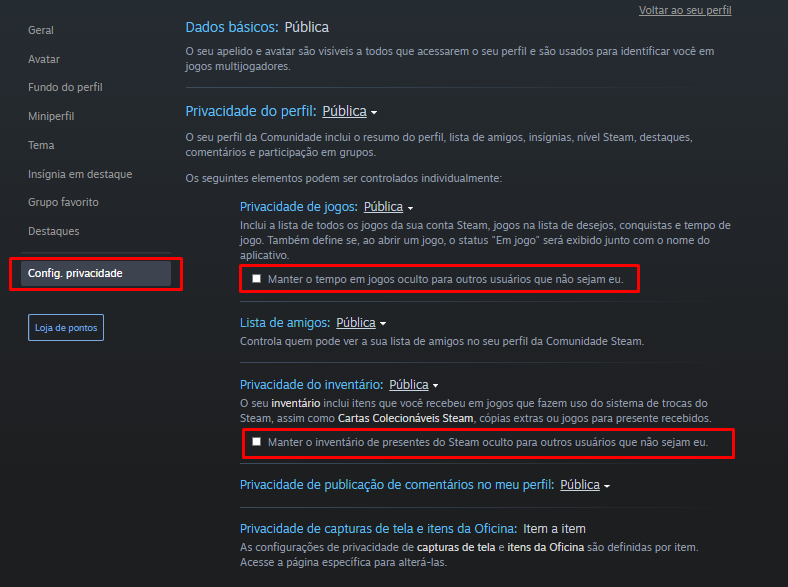 Voltar ao seu perfil
Geral
Avatar
Fundo do perfil
Miniperfil
Tema
Insígnia em destaque
Grupo favorito
Destaques
Config. privacidade
Loja de pontos
Dados básicos: Pública
O seu apelido e avatar são visíveis a todos que acessarem o seu perfil e são usados para identificar você em
jogos multijogadores.
Privacidade do perfil: Pública
O seu perfil da Comunidade inclui o resumo do perfil, lista de amigos, insígnias, nível Steam, destaques,
comentários e participação em grupos.
Os seguintes elementos podem ser controlados individualmente:
Privacidade de jogos: Pública
Inclui a lista de todos os jogos da sua conta Steam, jogos na lista de desejos, conquistas e tempo de
jogo. Também define se, ao abrir um jogo, o status "Em jogo" será exibido junto com o nome do
aplicativo.
Manter o tempo em jogos oculto para outros usuários que não sejam eu.
Lista de amigos: Pública
Controla quem pode ver a sua lista de amigos no seu perfil da Comunidade Steam.
Privacidade do inventário: Pública
O seu inventário inclui itens que você recebeu em jogos que fazem uso do sistema de trocas do
Steam, assim como Cartas Colecionáveis Steam, cópias extras ou jogos para presente recebidos.
Manter o inventário de presentes do Steam oculto para outros usuários que não sejam eu.
Privacidade de publicação de comentários no meu perfil: Pública
Privacidade de capturas de tela e itens da Oficina: Item a item
As configurações de privacidade de capturas de tela e itens da Oficina são definidas por item.
Acesse a página específica para alterá-las.